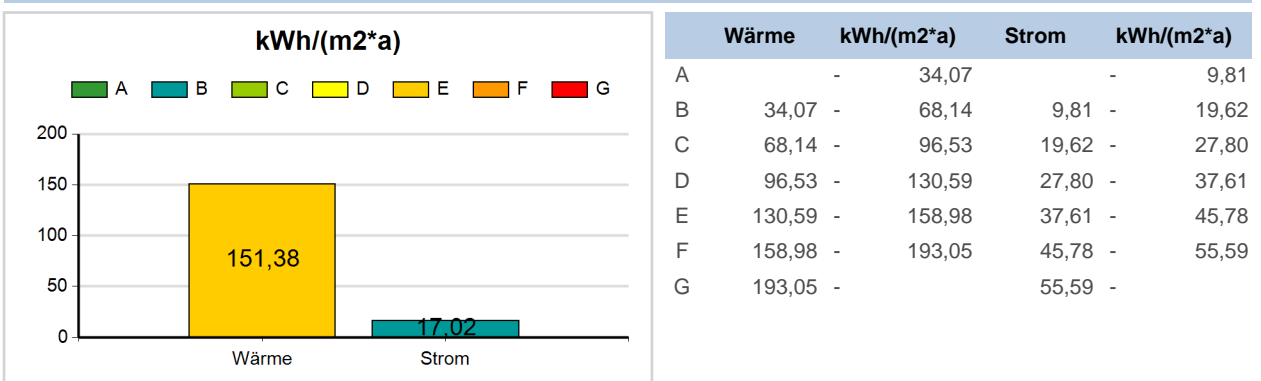 kWh/(m2*a)
A B C D E F G
200
150
100
50
0
151,38
17,02
Wärme Strom
Wärme kWh/(m2*a) Strom kWh/(m2*a)
A - 34,07 - 9,81
B 34,07 - 68,14 9,81 - 19,62
C 68,14 - 96,53 19,62 - 27,80
D 96,53 - 130,59 27,80 - 37,61
E 130,59 - 158,98 37,61 - 45,78
F 158,98 - 193,05 45,78 - 55,59
G 193,05 - 55,59 -